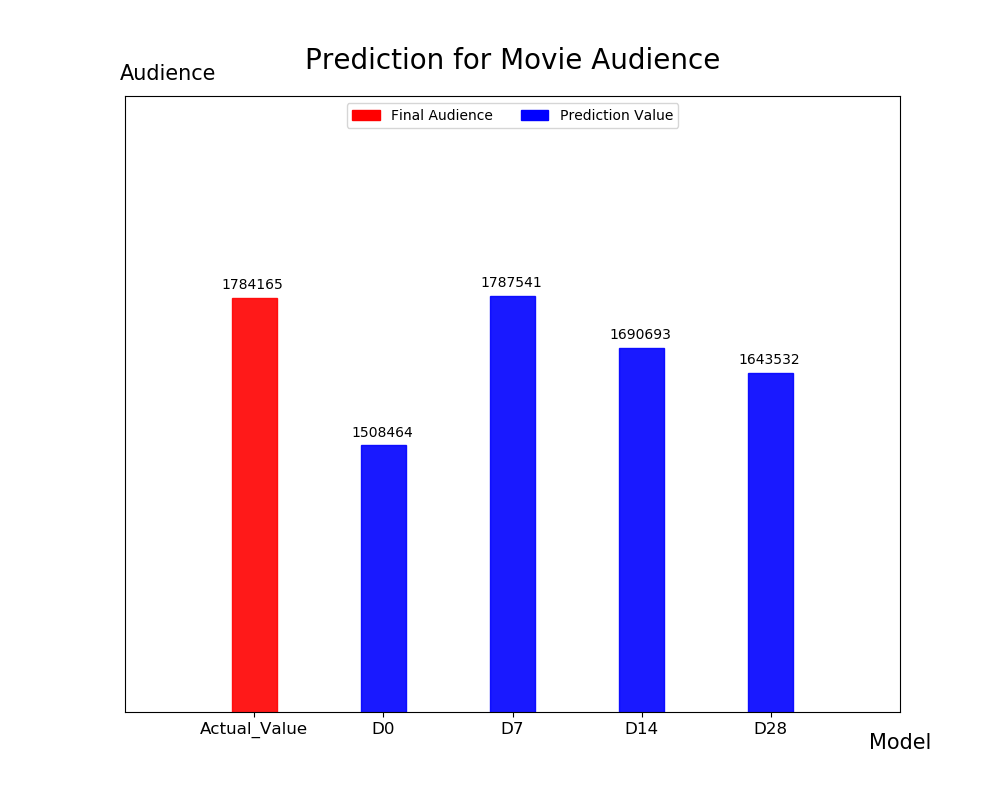 Prediction for Movie Audience
Audience
Final Audience
Prediction Value
1784165
1508464
1787541
1690693
1643532
Actual_Value
D0
D7
D14
D28
Model